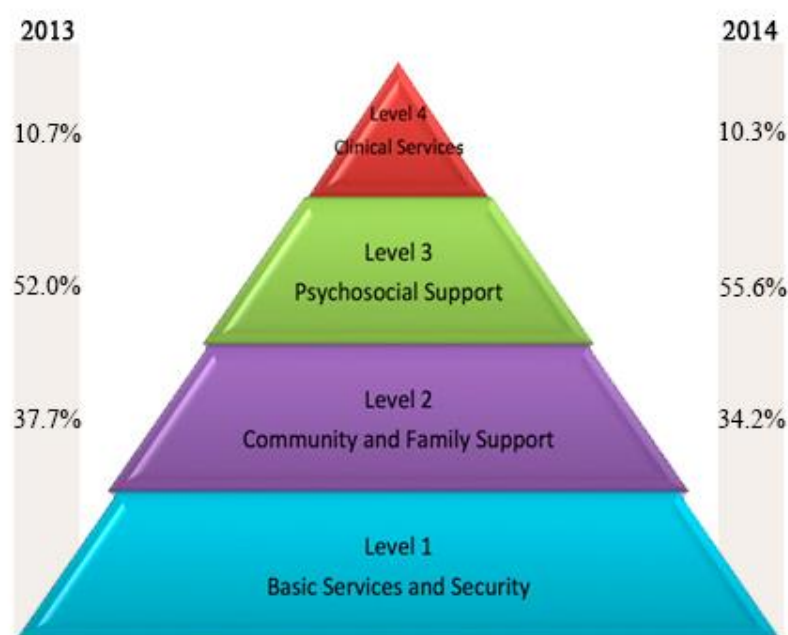 2013
2014
Level 4
10.7%
10.3%
Clinical Services
Level 3
52.0%
55.6%
Psychosocial Support
Level 2
37.7%
34.2%
Community and Family Support
Level 1
Basic Services and Security